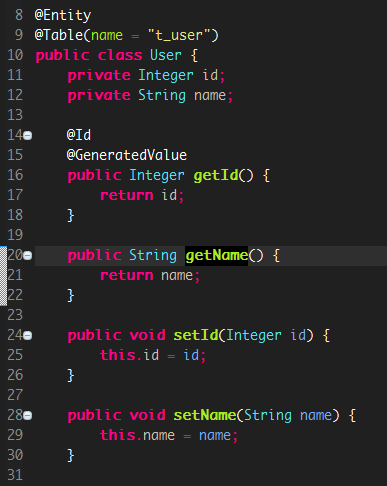 8 @Entity
9 @Table(name = "t_user")
10 public class User {
11     private Integer id;
12     private String name;
13
14     @Id
15     @GeneratedValue
16     public Integer getId() {
17         return id;
18     }
19
20     public String getName() {
21         return name;
22     }
23
24     public void setId(Integer id) {
25         this.id = id;
26     }
27
28     public void setName(String name) {
29         this.name = name;
30     }
31